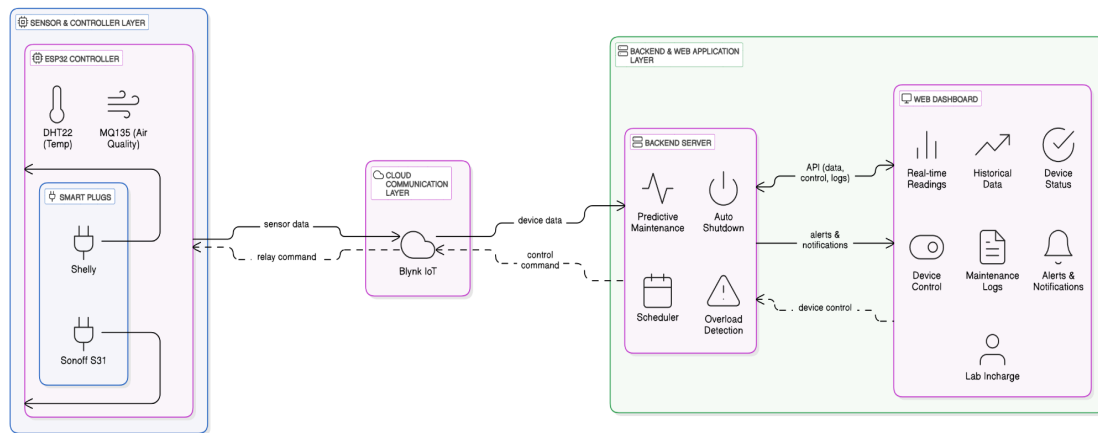 SENSOR & CONTROLLER LAYER
ESP32 CONTROLLER
DHT22
(Temp)
MQ135 (Air
Quality)
SMART PLUGS
Shelly
Sonoff S31
sensor data
relay command
CLOUD
COMMUNICATION
LAYER
Blynk IoT
device data
control
command
BACKEND & WEB APPLICATION
LAYER
BACKEND SERVER
Predictive
Maintenance
Auto
Shutdown
Scheduler
Overload
Detection
API (data,
control, logs)
alerts &
notifications
device control
WEB DASHBOARD
Real-time
Readings
Historical
Data
Device
Status
Device
Control
Maintenance
Logs
Alerts &
Notifications
Lab Incharge